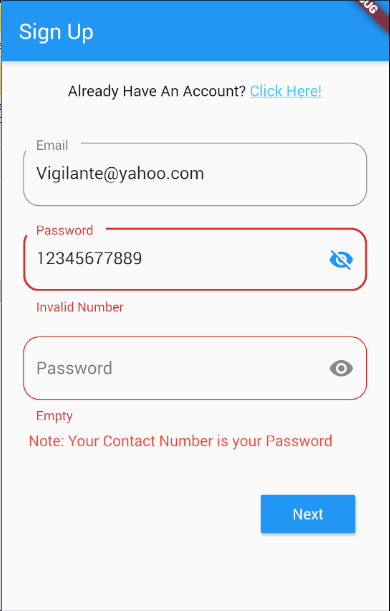 Sign Up
Already Have An Account? Click Here!
Email
Vigilante@yahoo.com
Password
12345677889
Invalid Number
Password
Empty
Note: Your Contact Number is your Password
Next